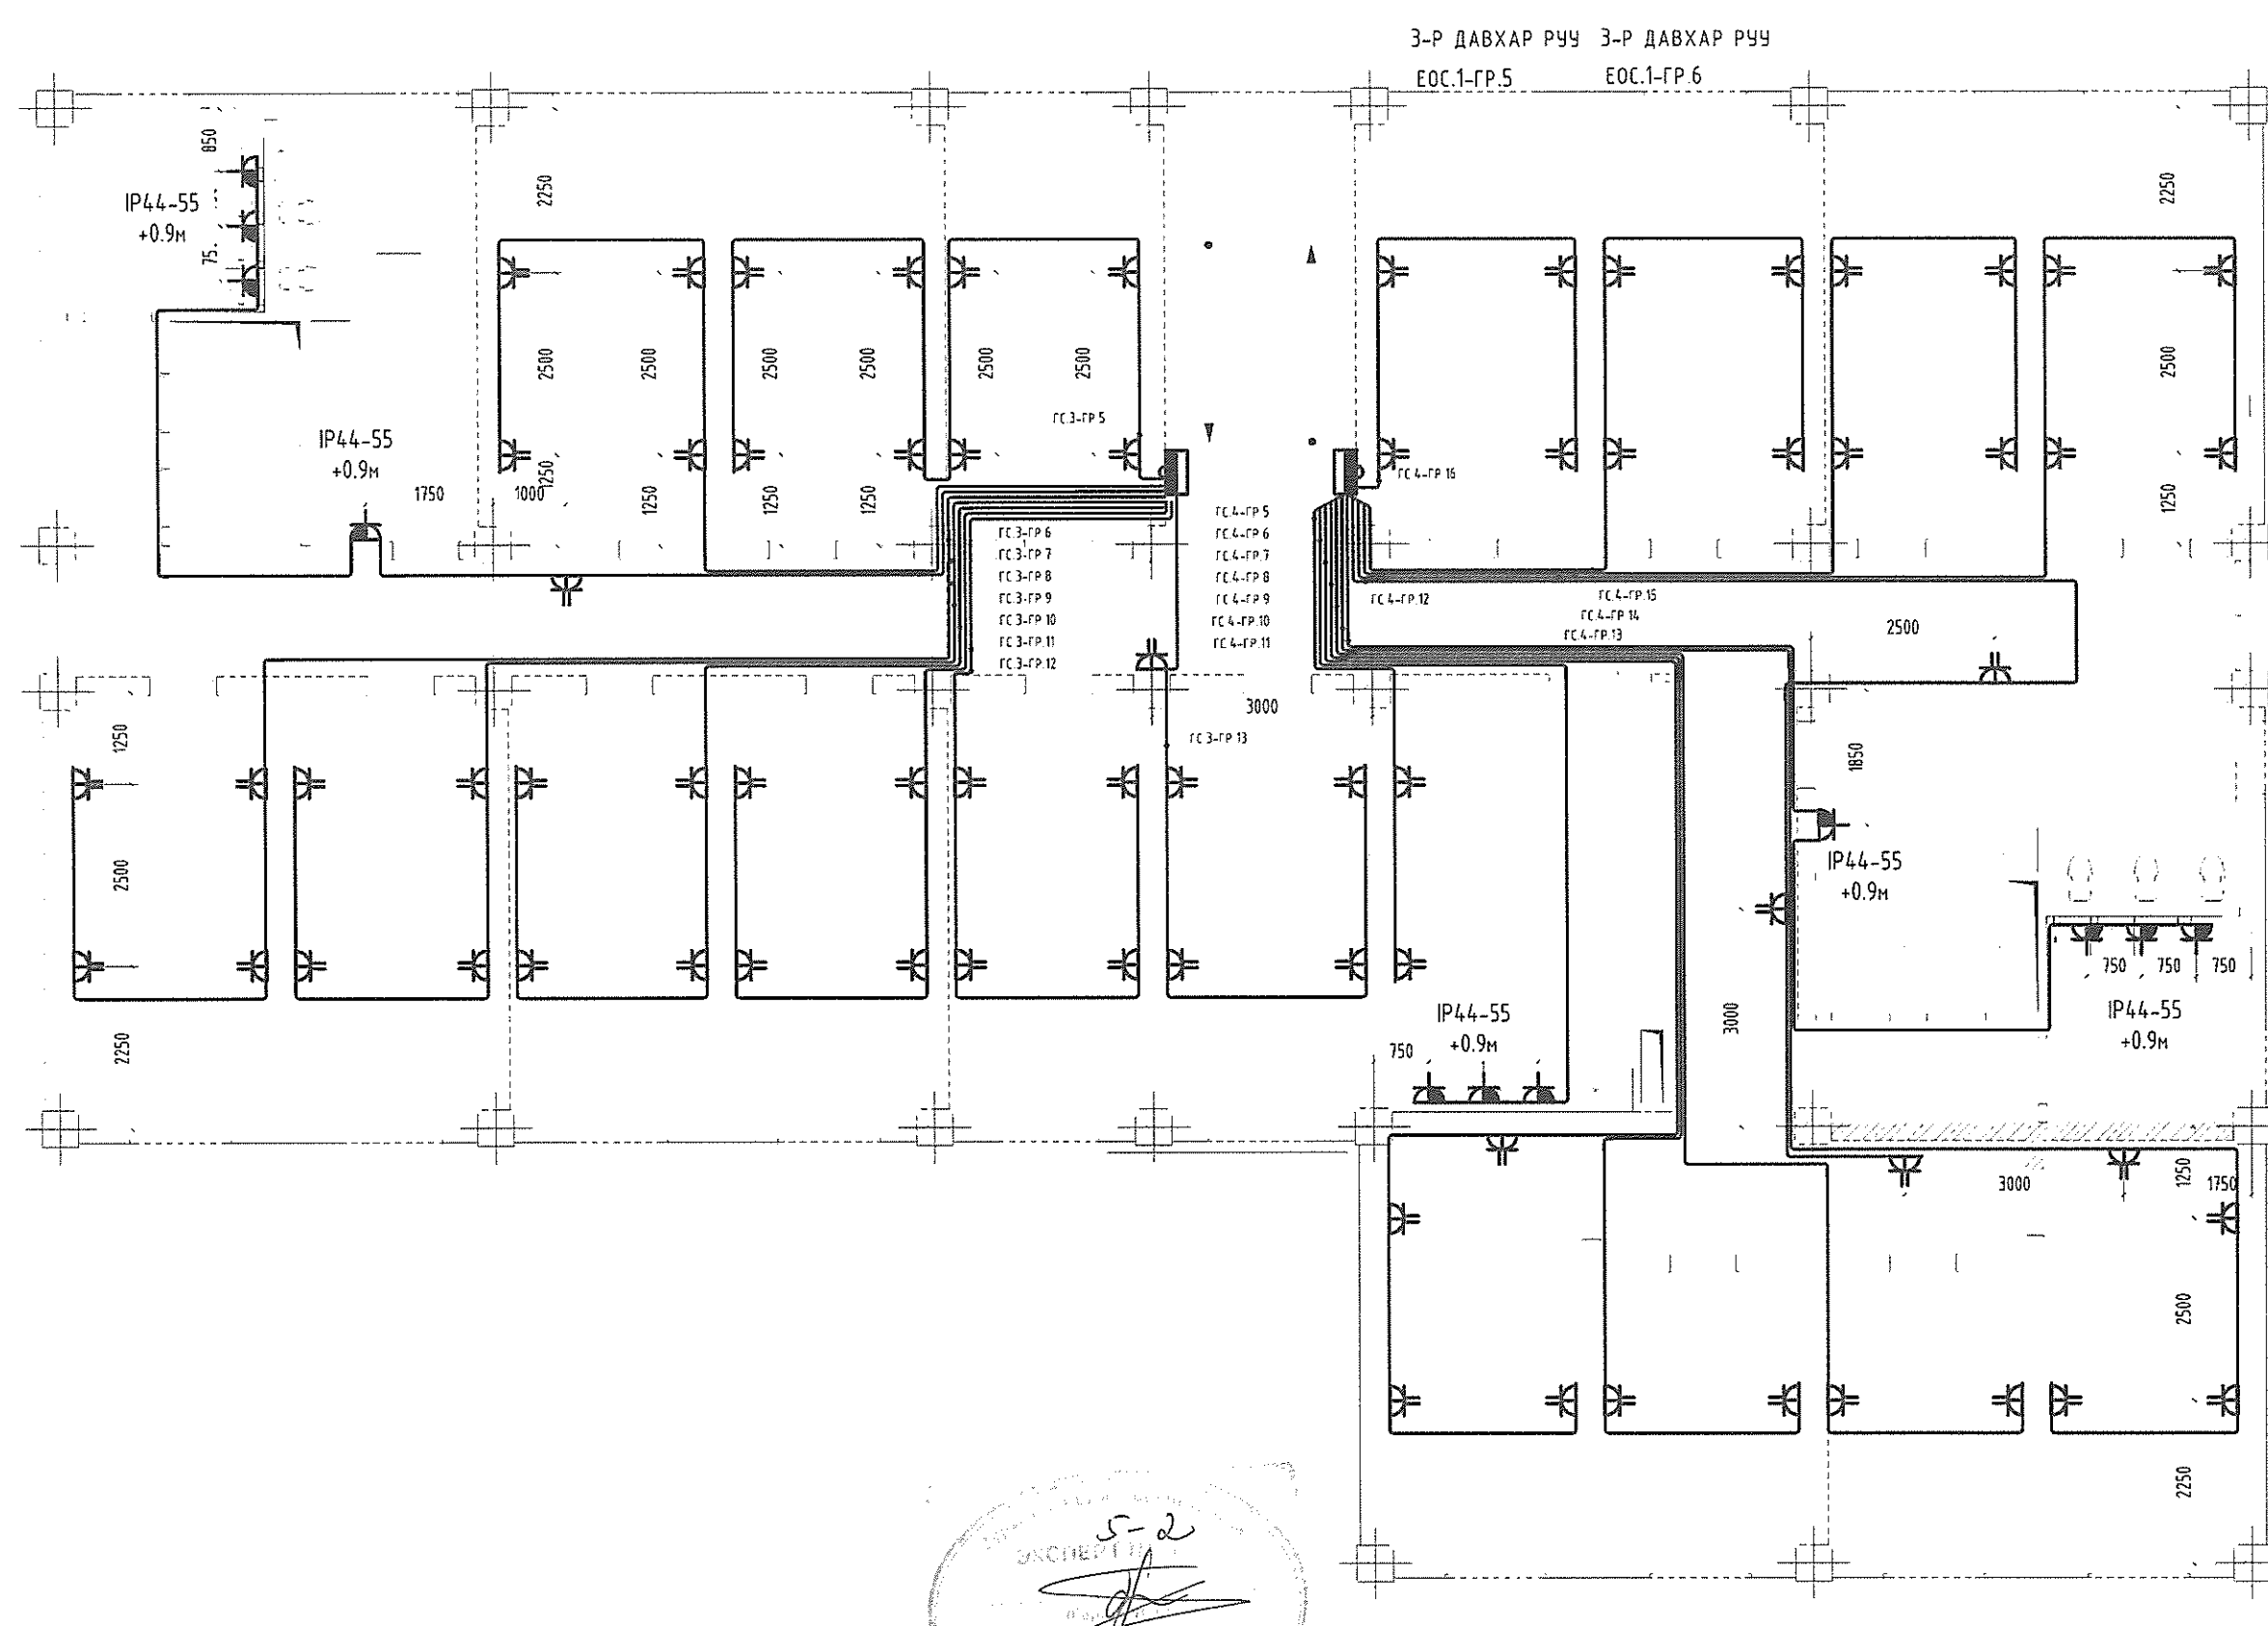 3-Р ДАВХАР РУУ 3-Р ДАВХАР РУУ
ЕОС.1-ГР.5 ЕОС.1-ГР.6
850
IP44-55
+0.9м
75
2250
2250
2500
2500
2500
2500
2500
2500
2500
ГС.3-ГР 5
IP44-55
+0.9м
1750
1000
1250
1250
1250
1250
1250
ГС 4-ГР 16
ГС.3-ГР 6
ГС 3-ГР 7
ГС 3-ГР 8
ГС 3-ГР 9
ГС 3-ГР 10
ГС 3-ГР.11
ГС 3-ГР.12
ГС.4-ГР 5
ГС 4-ГР 6
ГС 4-ГР.7
ГС 4-ГР 8
ГС 4-ГР 9
ГС 4-ГР.10
ГС 4-ГР.11
ГС 4-ГР.12
ГС.4-ГР.15
ГС 4-ГР 14
ГС.4-ГР.13
2500
3000
ГС 3-ГР 13
1250
2500
2250
1850
IP44-55
+0.9м
750 750 750
IP44-55
+0.9м
IP44-55
+0.9м
750
3000
3000
1250
1750
2500
2250
5-2
ЭКСПЕРТ